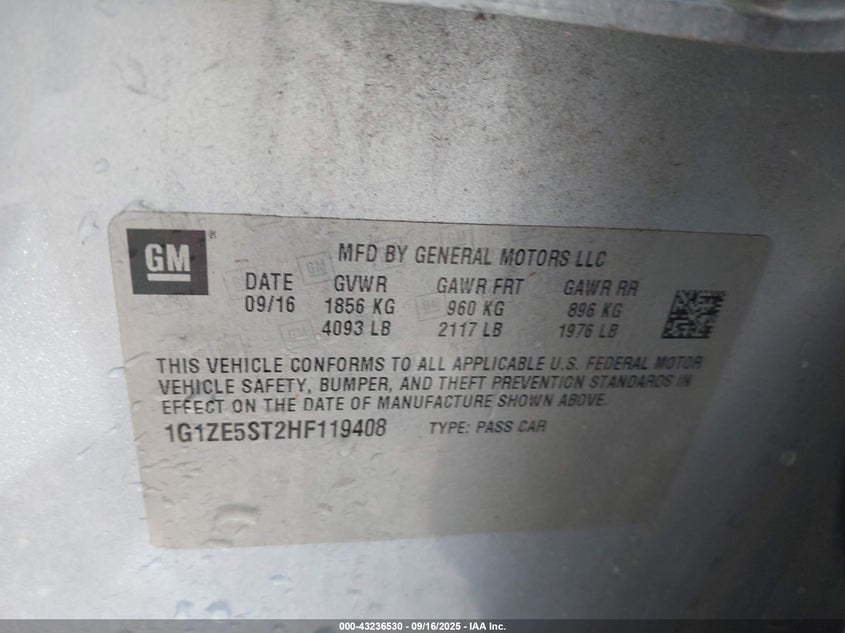 GM®
MFD BY GENERAL MOTORS LLC
DATE GVWR GAWR FRT GAWR RR
09/16 1856 KG 960 KG 896 KG
4093 LB 2117 LB 1976 LB
THIS VEHICLE CONFORMS TO ALL APPLICABLE U.S. FEDERAL MOTOR
VEHICLE SAFETY, BUMPER, AND THEFT PREVENTION STANDARDS IN
EFFECT ON THE DATE OF MANUFACTURE SHOWN ABOVE.
1G1ZE5ST2HF119408 TYPE: PASS CAR
000-43236530 - 09/16/2025 - IAA Inc.